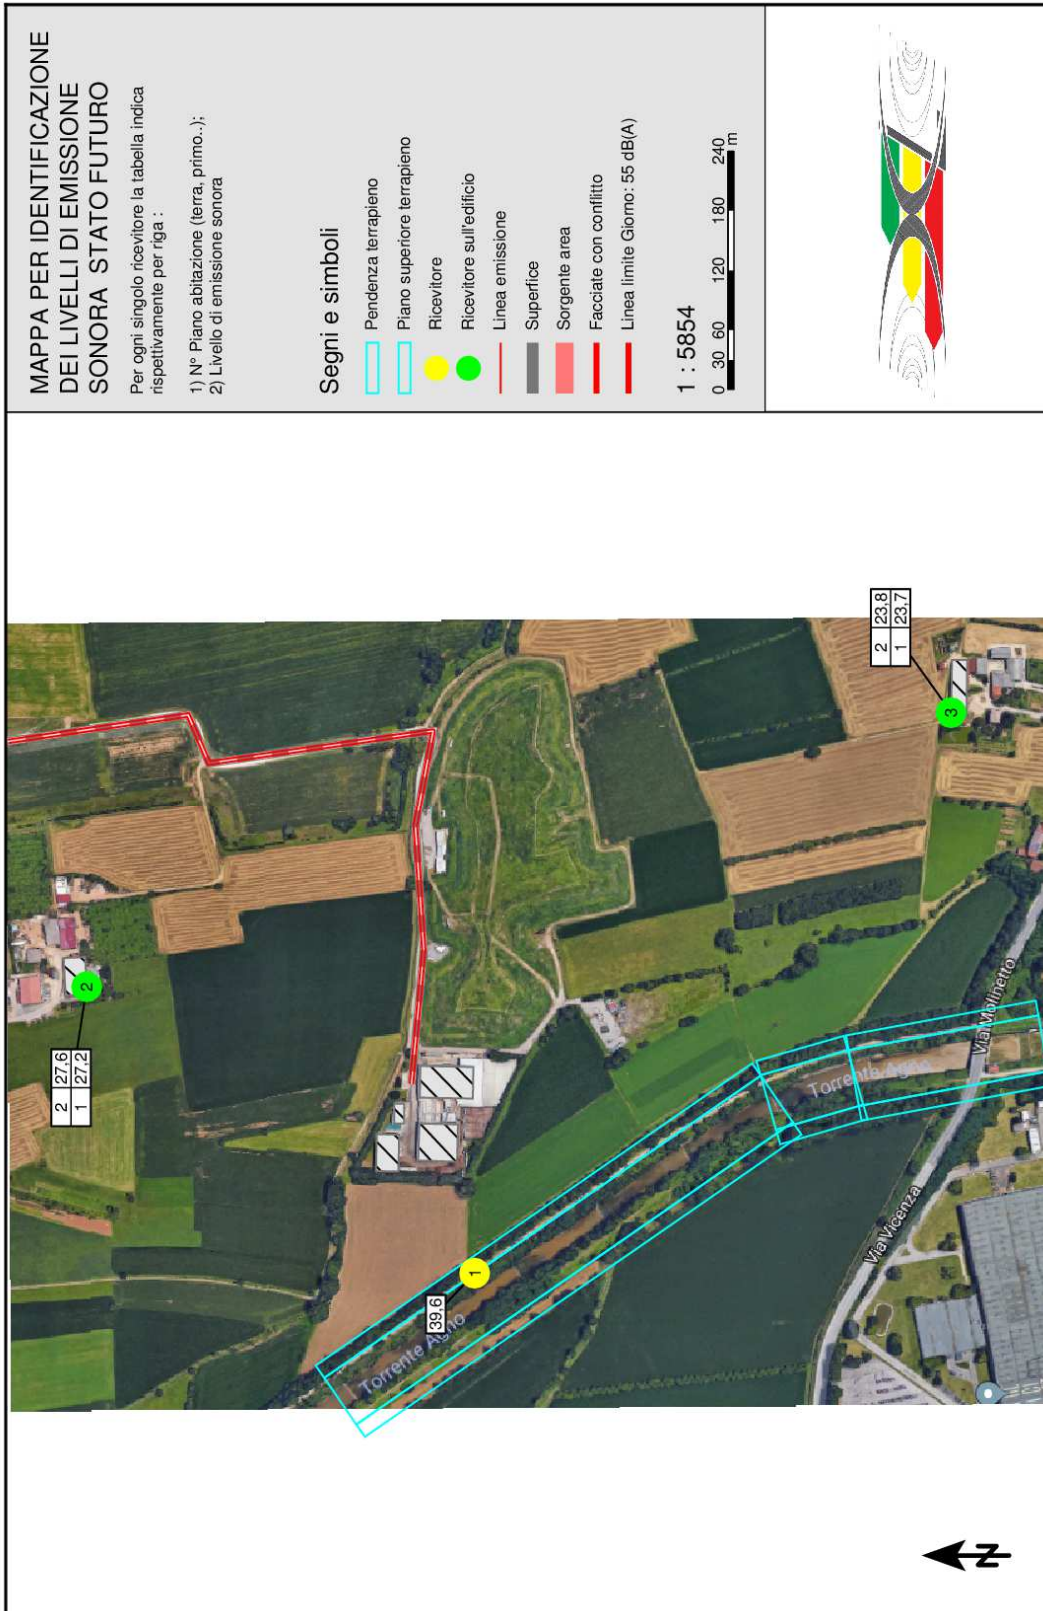 MAPPA PER IDENTIFICAZIONE
DEI LIVELLI DI EMISSIONE
SONORA STATO FUTURO
Per ogni singolo ricevitore la tabella indica
rispettivamente per riga :
1) N° Piano abitazione (terra, primo..);
2) Livello di emissione sonora
Segni e simboli
Pendenza terrapieno
Piano superiore terrapieno
Ricevitore
Ricevitore sull'edificio
Linea emissione
Superfice
Sorgente area
Facciate con conflitto
Linea limite Giorno: 55 dB(A)
1 : 5854
0 30 60 120 180 240
m
2 27,6
1 27,2
2
39,6
1
2 23,8
1 23,7
3
Torrente Agno
Torrente Agno
Via Molinetto
Via Vicenza
N